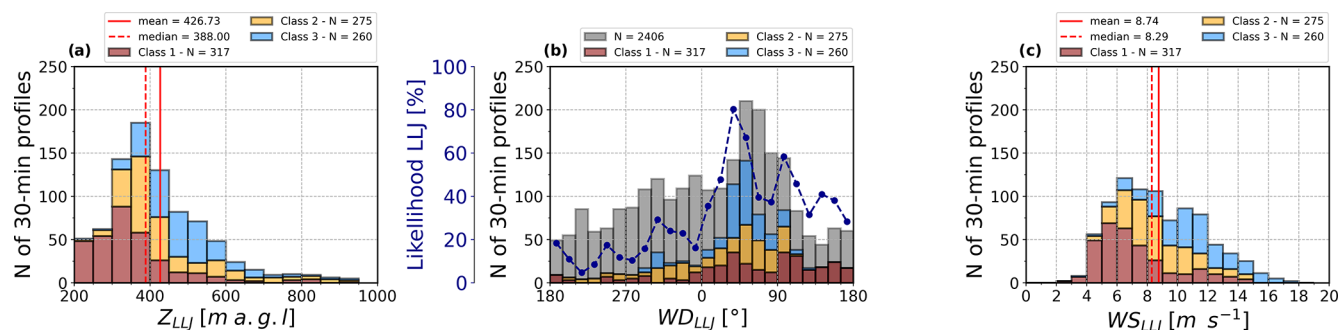 mean = 426.73
median = 388.00
Class 1 - N = 317
Class 2 - N = 275
Class 3 - N = 260
(a)
N of 30-min profiles
250
200
150
100
50
0
200 400 600 800 1000
Z_LLJ [m a.g.l]
N = 2406
Class 1 - N = 317
Class 2 - N = 275
Class 3 - N = 260
(b)
Likellihood LLJ [%]
100
80
60
40
20
0
N of 30-min profiles
250
200
150
100
50
0
180 270 0 90 180
WD_LLJ [°]
mean = 8.74
median = 8.29
Class 1 - N = 317
Class 2 - N = 275
Class 3 - N = 260
(c)
N of 30-min profiles
250
200
150
100
50
0
0 2 4 6 8 10 12 14 16 18 20
WS_LLJ [m s⁻¹]